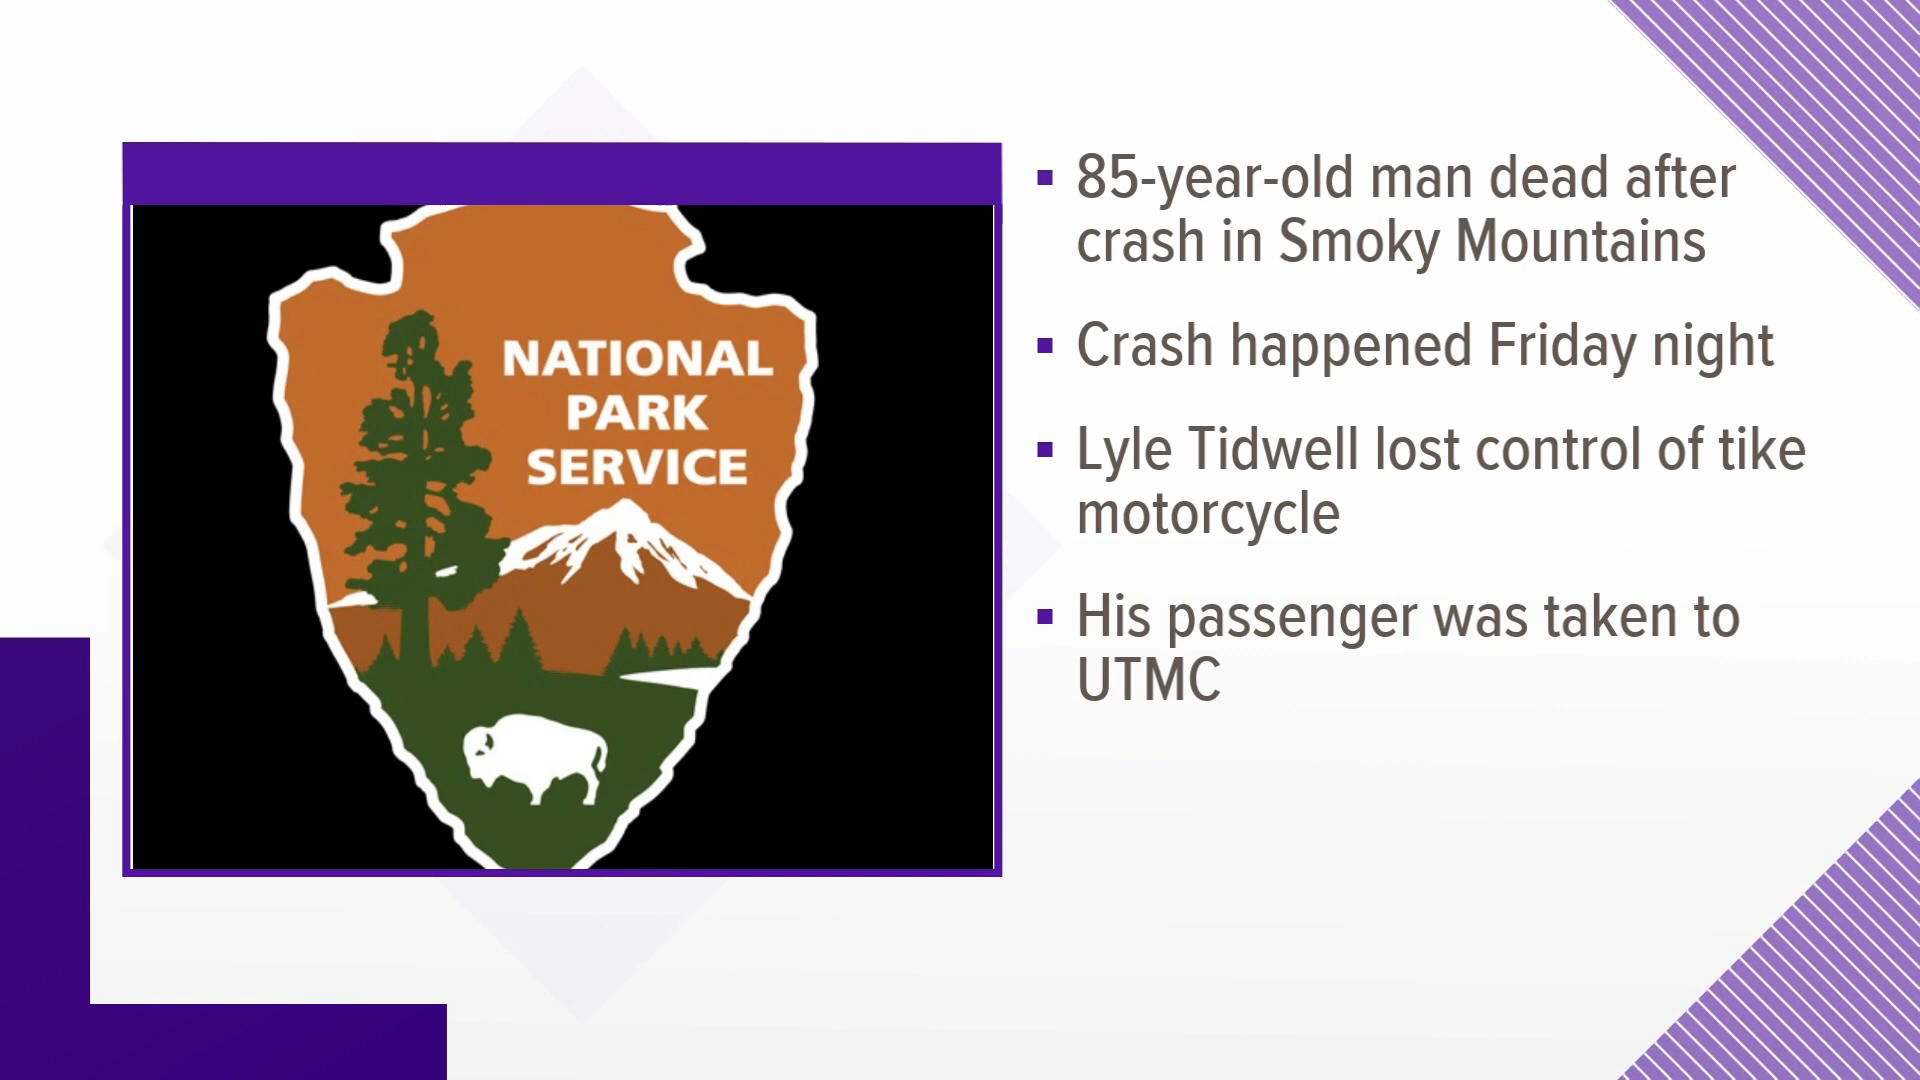 NATIONAL
PARK
SERVICE
▪ 85-year-old man dead after
crash in Smoky Mountains
▪ Crash happened Friday night
▪ Lyle Tidwell lost control of tike
motorcycle
▪ His passenger was taken to
UTMC